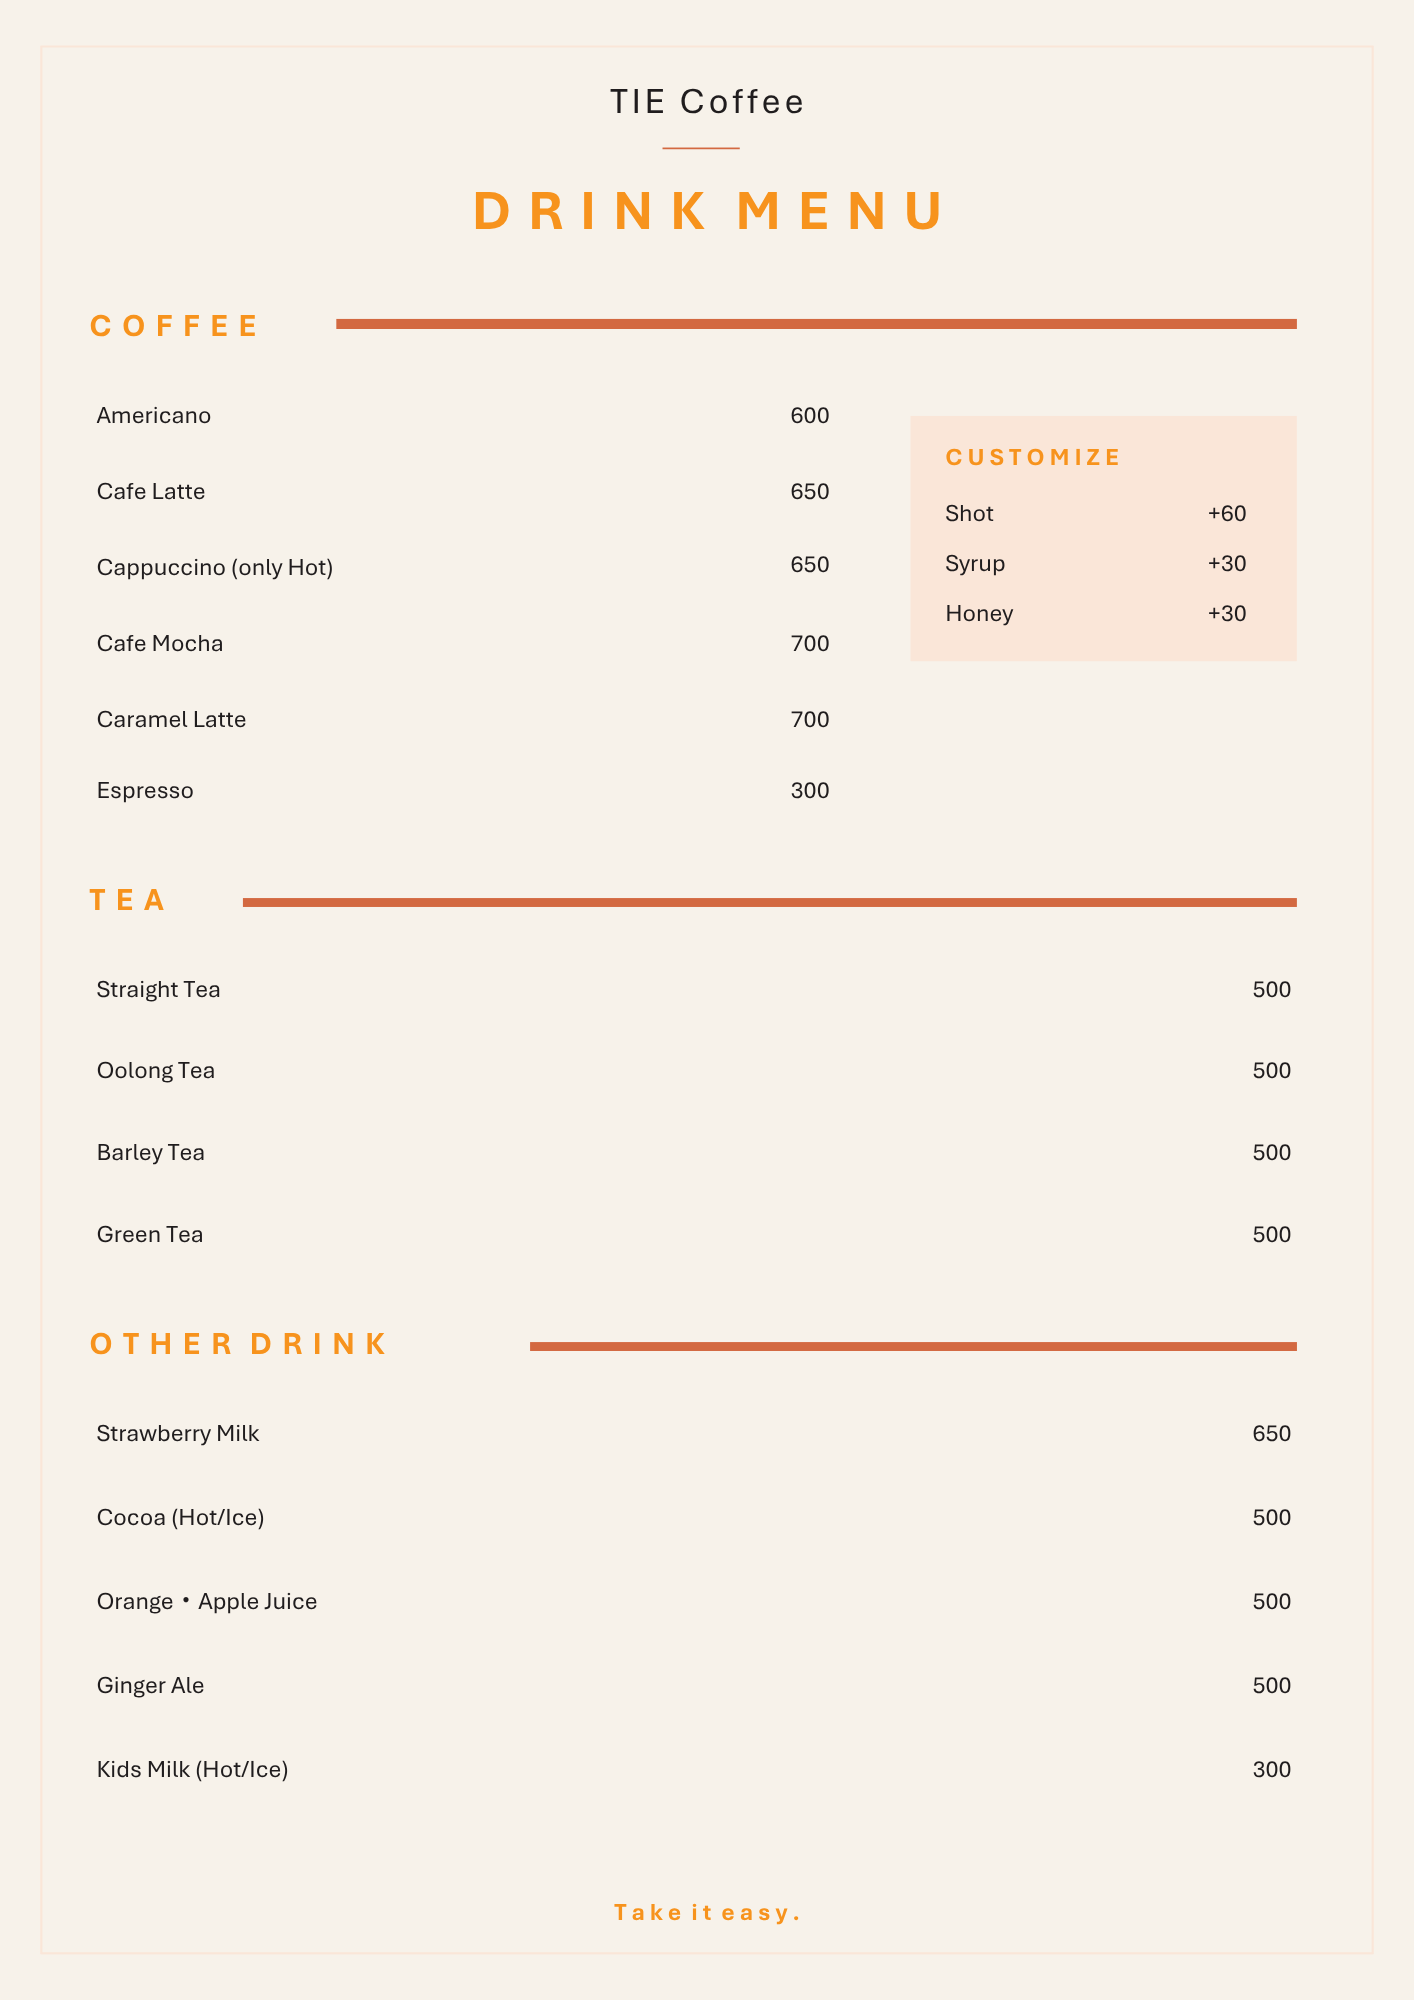 TIE Coffee
DRINK MENU
COFFEE
Americano 600
Cafe Latte 650
Cappuccino (only Hot) 650
Cafe Mocha 700
Caramel Latte 700
Espresso 300
CUSTOMIZE
Shot +60
Syrup +30
Honey +30
TEA
Straight Tea 500
Oolong Tea 500
Barley Tea 500
Green Tea 500
OTHER DRINK
Strawberry Milk 650
Cocoa (Hot/Ice) 500
Orange・Apple Juice 500
Ginger Ale 500
Kids Milk (Hot/Ice) 300
Take it easy.